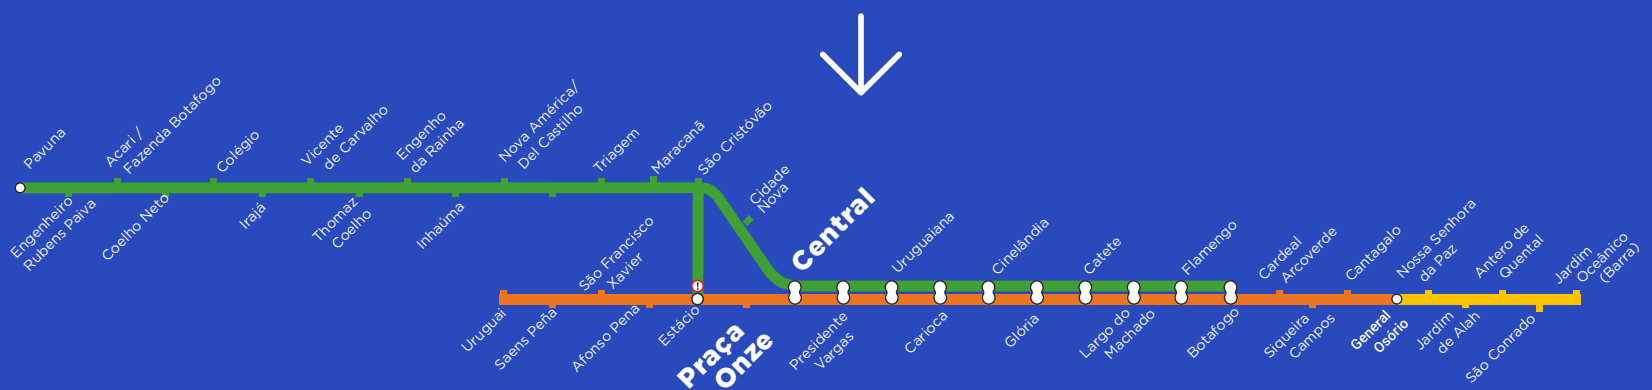 Pavuna
Acari /
Fazenda Botafogo
Colégio
Vicente
de Carvalho
Engenho
da Rainha
Nova América/
Del Castilho
Triagem
Maracanã
São Cristóvão
Cidade
Nova
Engenheiro
Rubens Paiva
Coelho Neto
Irajá
Thomaz
Coelho
Inhaúma
São Francisco
Xavier
!
Central
Uruguaiana
Cinelândia
Catete
Flamengo
Cardeal
Arcoverde
Cantagalo
Nossa Senhora
da Paz
Antero de
Quental
Jardim
Oceânico
(Barra)
Uruguai
Saens Peña
Afonso Pena
Estácio
Praça
Onze
Presidente
Vargas
Carioca
Glória
Largo do
Machado
Botafogo
Siqueira
Campos
General
Osório
Jardim
de Alah
São Conrado